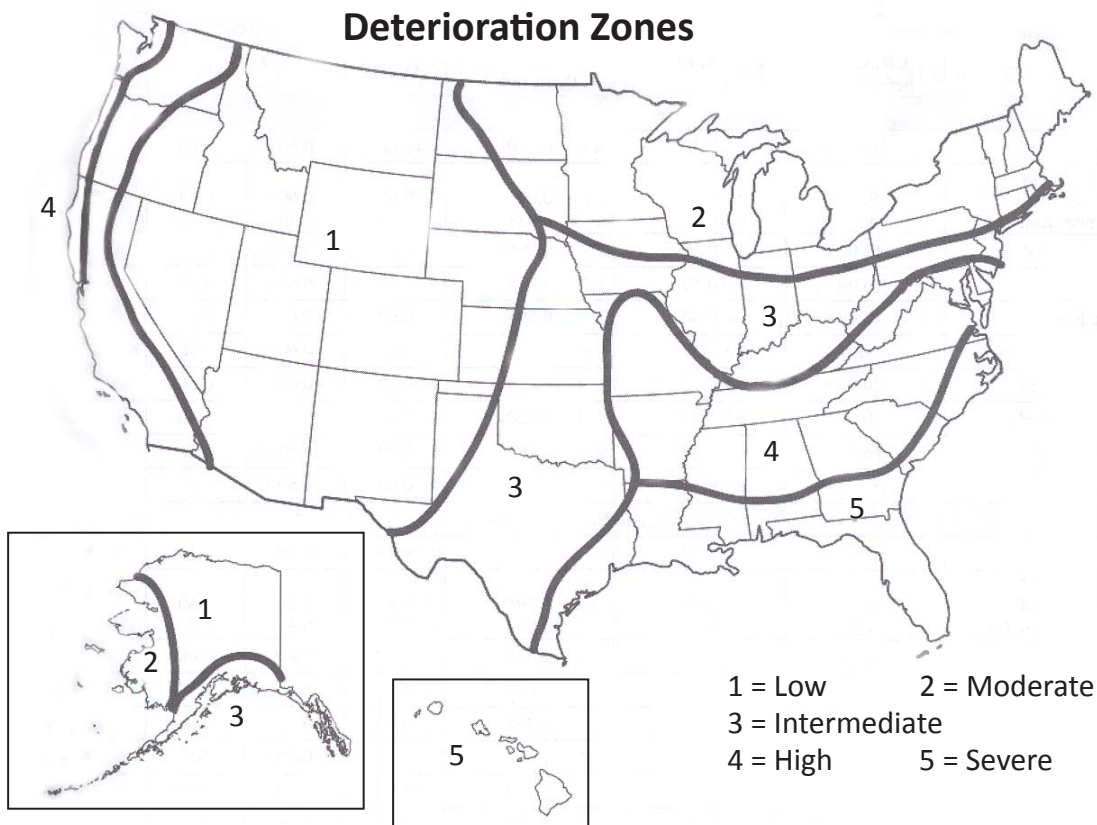 Deterioration Zones
4
1
2
3
3
4
5
1
2
3
5
1 = Low 2 = Moderate
3 = Intermediate
4 = High 5 = Severe